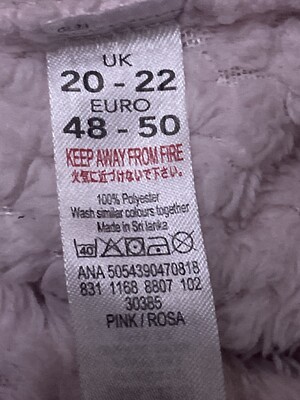 UK
20 - 22
EURO
48 - 50
KEEP AWAY FROM FIRE
火気に近づけないで下さい。
100% Polyester
Wash similar colours together
Made in Sri lanka
40
ANA 5054390470818
831 1168 8807 102
30385
PINK / ROSA